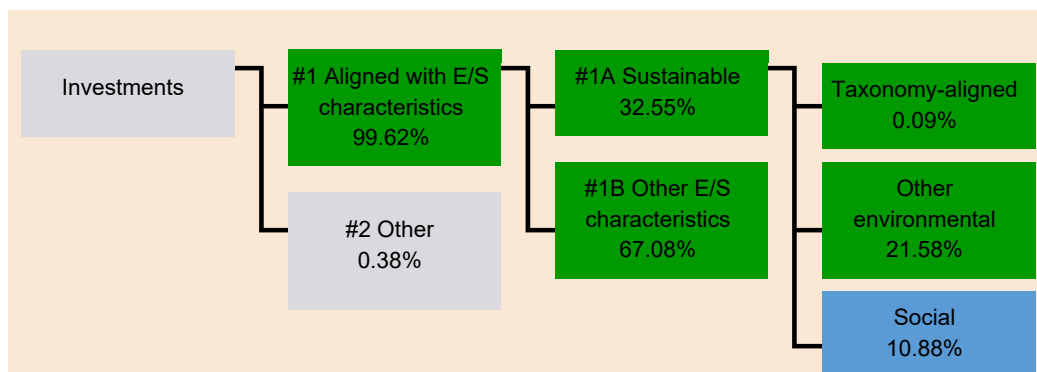 Investments
#1 Aligned with E/S
characteristics
99.62%
#2 Other
0.38%
#1A Sustainable
32.55%
#1B Other E/S
characteristics
67.08%
Taxonomy-aligned
0.09%
Other
environmental
21.58%
Social
10.88%